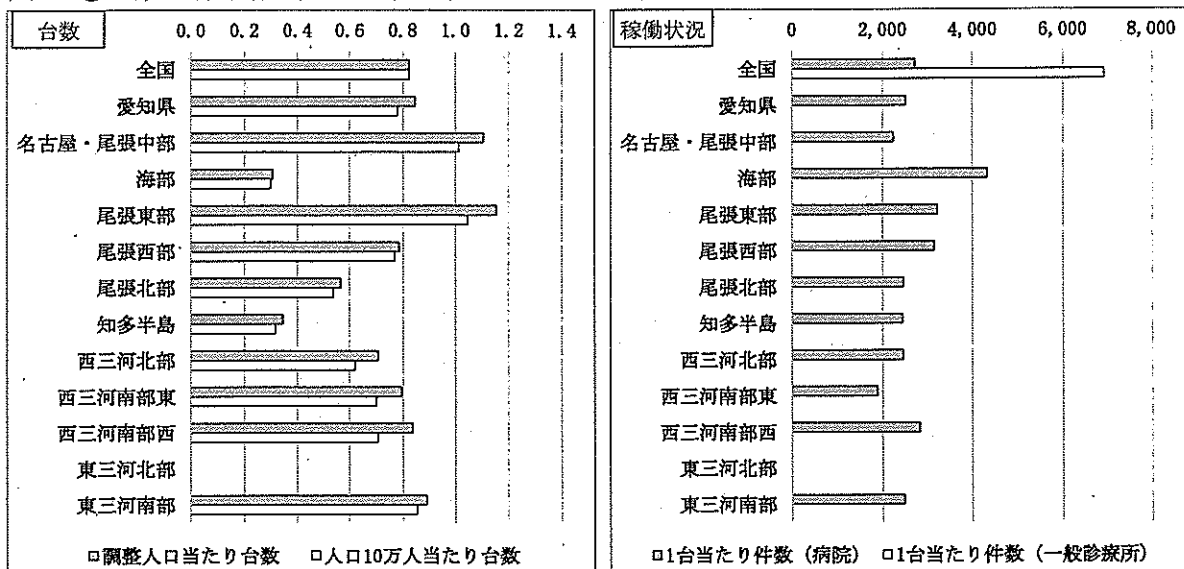 台数
0.0 0.2 0.4 0.6 0.8 1.0 1.2 1.4
全国
愛知県
名古屋・尾張中部
海部
尾張東部
尾張西部
尾張北部
知多半島
西三河北部
西三河南部東
西三河南部西
東三河北部
東三河南部
□調整人口当たり台数 □人口10万人当たり台数
稼働状況
0 2,000 4,000 6,000 8,000
全国
愛知県
名古屋・尾張中部
海部
尾張東部
尾張西部
尾張北部
知多半島
西三河北部
西三河南部東
西三河南部西
東三河北部
東三河南部
□1台当たり件数(病院) □1台当たり件数(一般診療所)